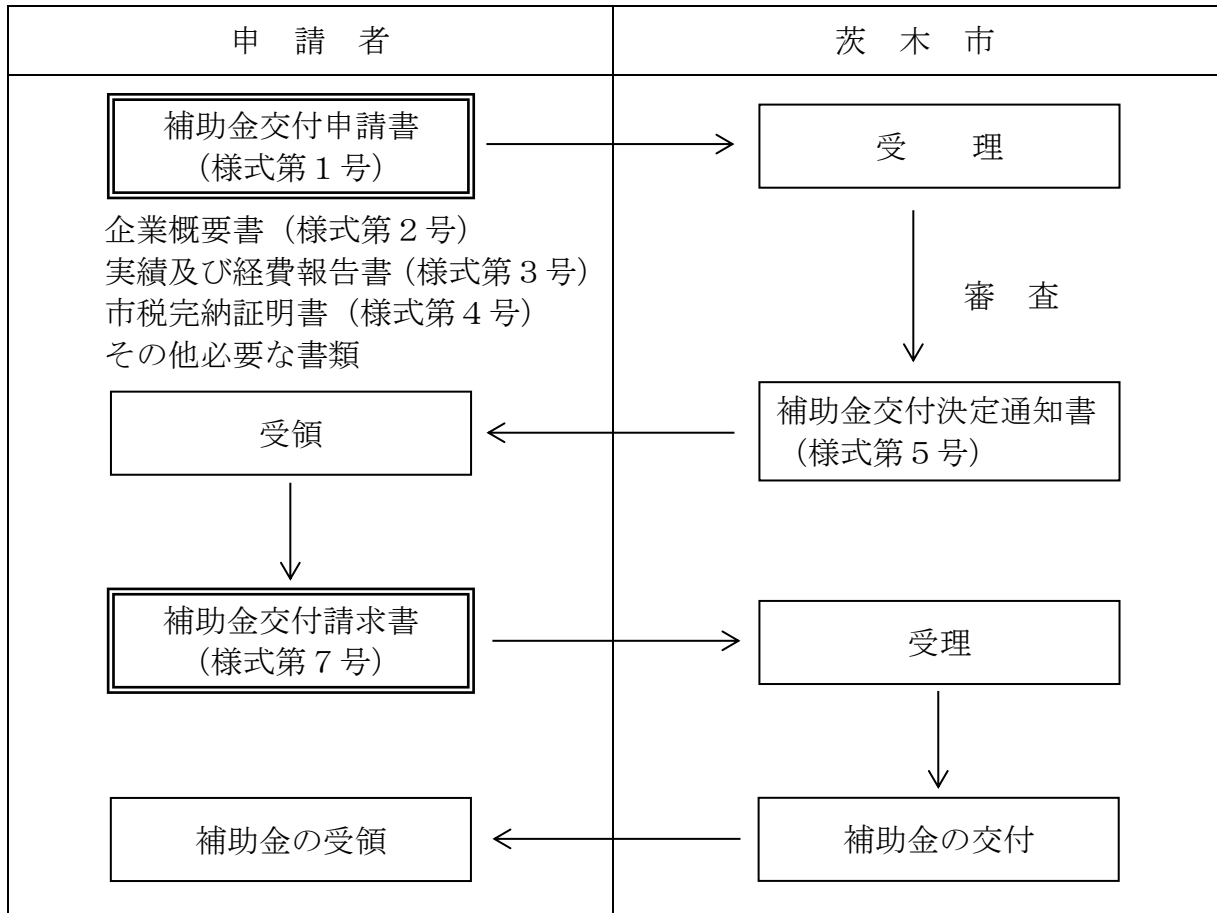 申　請　者
茨　木　市
補助金交付申請書
（様式第１号）
受　　理
企業概要書（様式第２号）
実績及び経費報告書（様式第３号）
市税完納証明書（様式第４号）
その他必要な書類
審　査
受領
補助金交付決定通知書
（様式第５号）
補助金交付請求書
（様式第７号）
受理
補助金の受領
補助金の交付